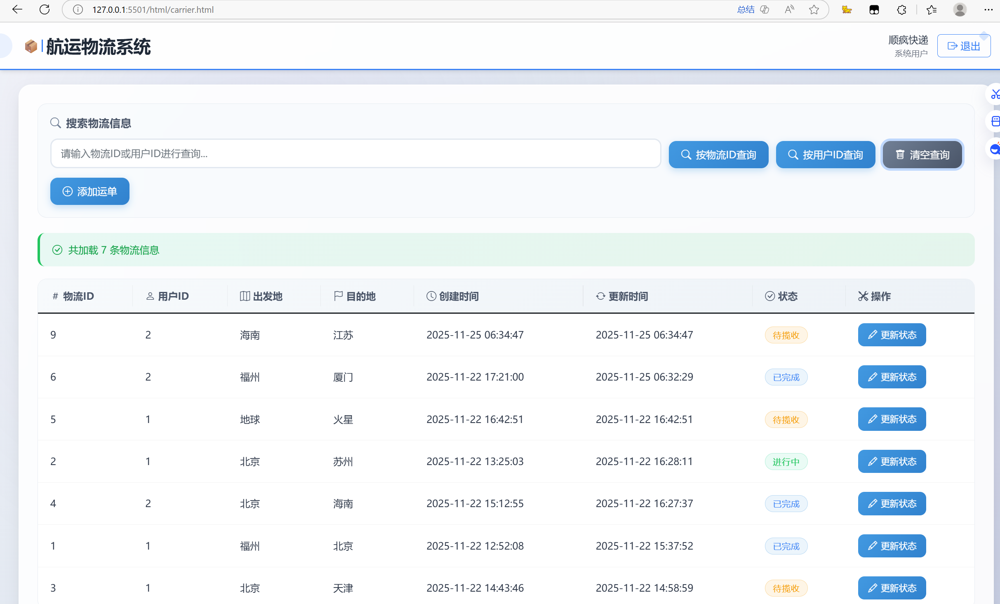 127.0.0.1:5501/html/carrier.html 总结
航运物流系统
顺疯快递
系统用户
退出
搜索物流信息
请输入物流ID或用户ID进行查询...
按物流ID查询
按用户ID查询
清空查询
添加运单
共加载 7 条物流信息
# 物流ID 用户ID 出发地 目的地 创建时间 更新时间 状态 操作
9 2 海南 江苏 2025-11-25 06:34:47 2025-11-25 06:34:47 待揽收 更新状态
6 2 福州 厦门 2025-11-22 17:21:00 2025-11-25 06:32:29 已完成 更新状态
5 1 地球 火星 2025-11-22 16:42:51 2025-11-22 16:42:51 待揽收 更新状态
2 1 北京 苏州 2025-11-22 13:25:03 2025-11-22 16:28:11 进行中 更新状态
4 2 北京 海南 2025-11-22 15:12:55 2025-11-22 16:27:37 已完成 更新状态
1 1 福州 北京 2025-11-22 12:52:08 2025-11-22 15:37:52 已完成 更新状态
3 1 北京 天津 2025-11-22 14:43:46 2025-11-22 14:58:59 待揽收 更新状态